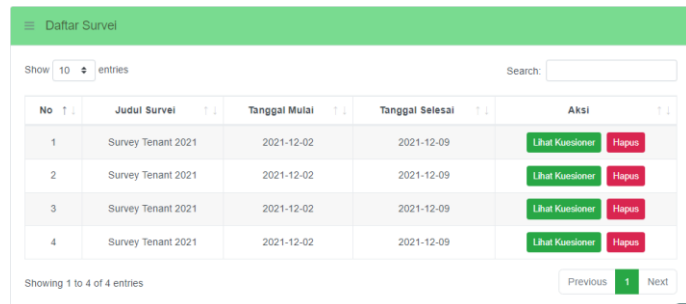 Daftar Survei
Show 10 entries
Search:
No Judul Survei Tanggal Mulai Tanggal Selesai Aksi
1 Survey Tenant 2021 2021-12-02 2021-12-09 Lihat Kuesioner Hapus
2 Survey Tenant 2021 2021-12-02 2021-12-09 Lihat Kuesioner Hapus
3 Survey Tenant 2021 2021-12-02 2021-12-09 Lihat Kuesioner Hapus
4 Survey Tenant 2021 2021-12-02 2021-12-09 Lihat Kuesioner Hapus
Showing 1 to 4 of 4 entries
Previous 1 Next